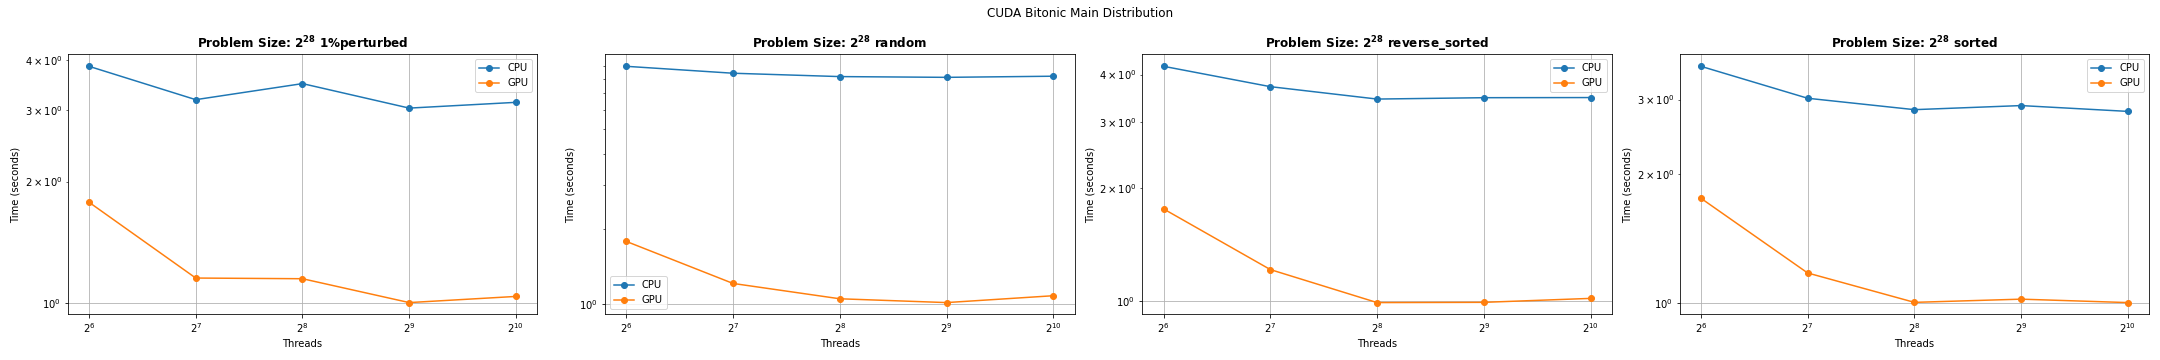 CUDA Bitonic Main Distribution
Problem Size: 2^28 1%perturbed
4 × 10^0
3 × 10^0
2 × 10^0
10^0
Time (seconds)
CPU
GPU
2^6 2^7 2^8 2^9 2^10
Threads
Problem Size: 2^28 random
10^0
Time (seconds)
CPU
GPU
2^6 2^7 2^8 2^9 2^10
Threads
Problem Size: 2^28 reverse_sorted
4 × 10^0
3 × 10^0
2 × 10^0
10^0
Time (seconds)
CPU
GPU
2^6 2^7 2^8 2^9 2^10
Threads
Problem Size: 2^28 sorted
3 × 10^0
2 × 10^0
10^0
Time (seconds)
CPU
GPU
2^6 2^7 2^8 2^9 2^10
Threads